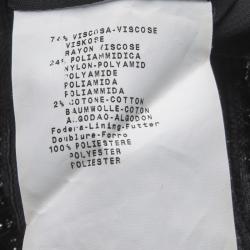 74% VISCOSA-VISCOSE
VISKOSE
RAYON VISCOSE
24% POLIAMMIDICA
NYLON-POLYAMID
POLYAMIDE
POLIAMIDA
POLIAMMIDA
2% COTONE-COTTON
BAUMWOLLE-COTON
ALGODAO-ALGODON
Fodera-Lining-Futter
Doublure-Forro
100% POLIESTERE
POLYESTER
POLIESTER